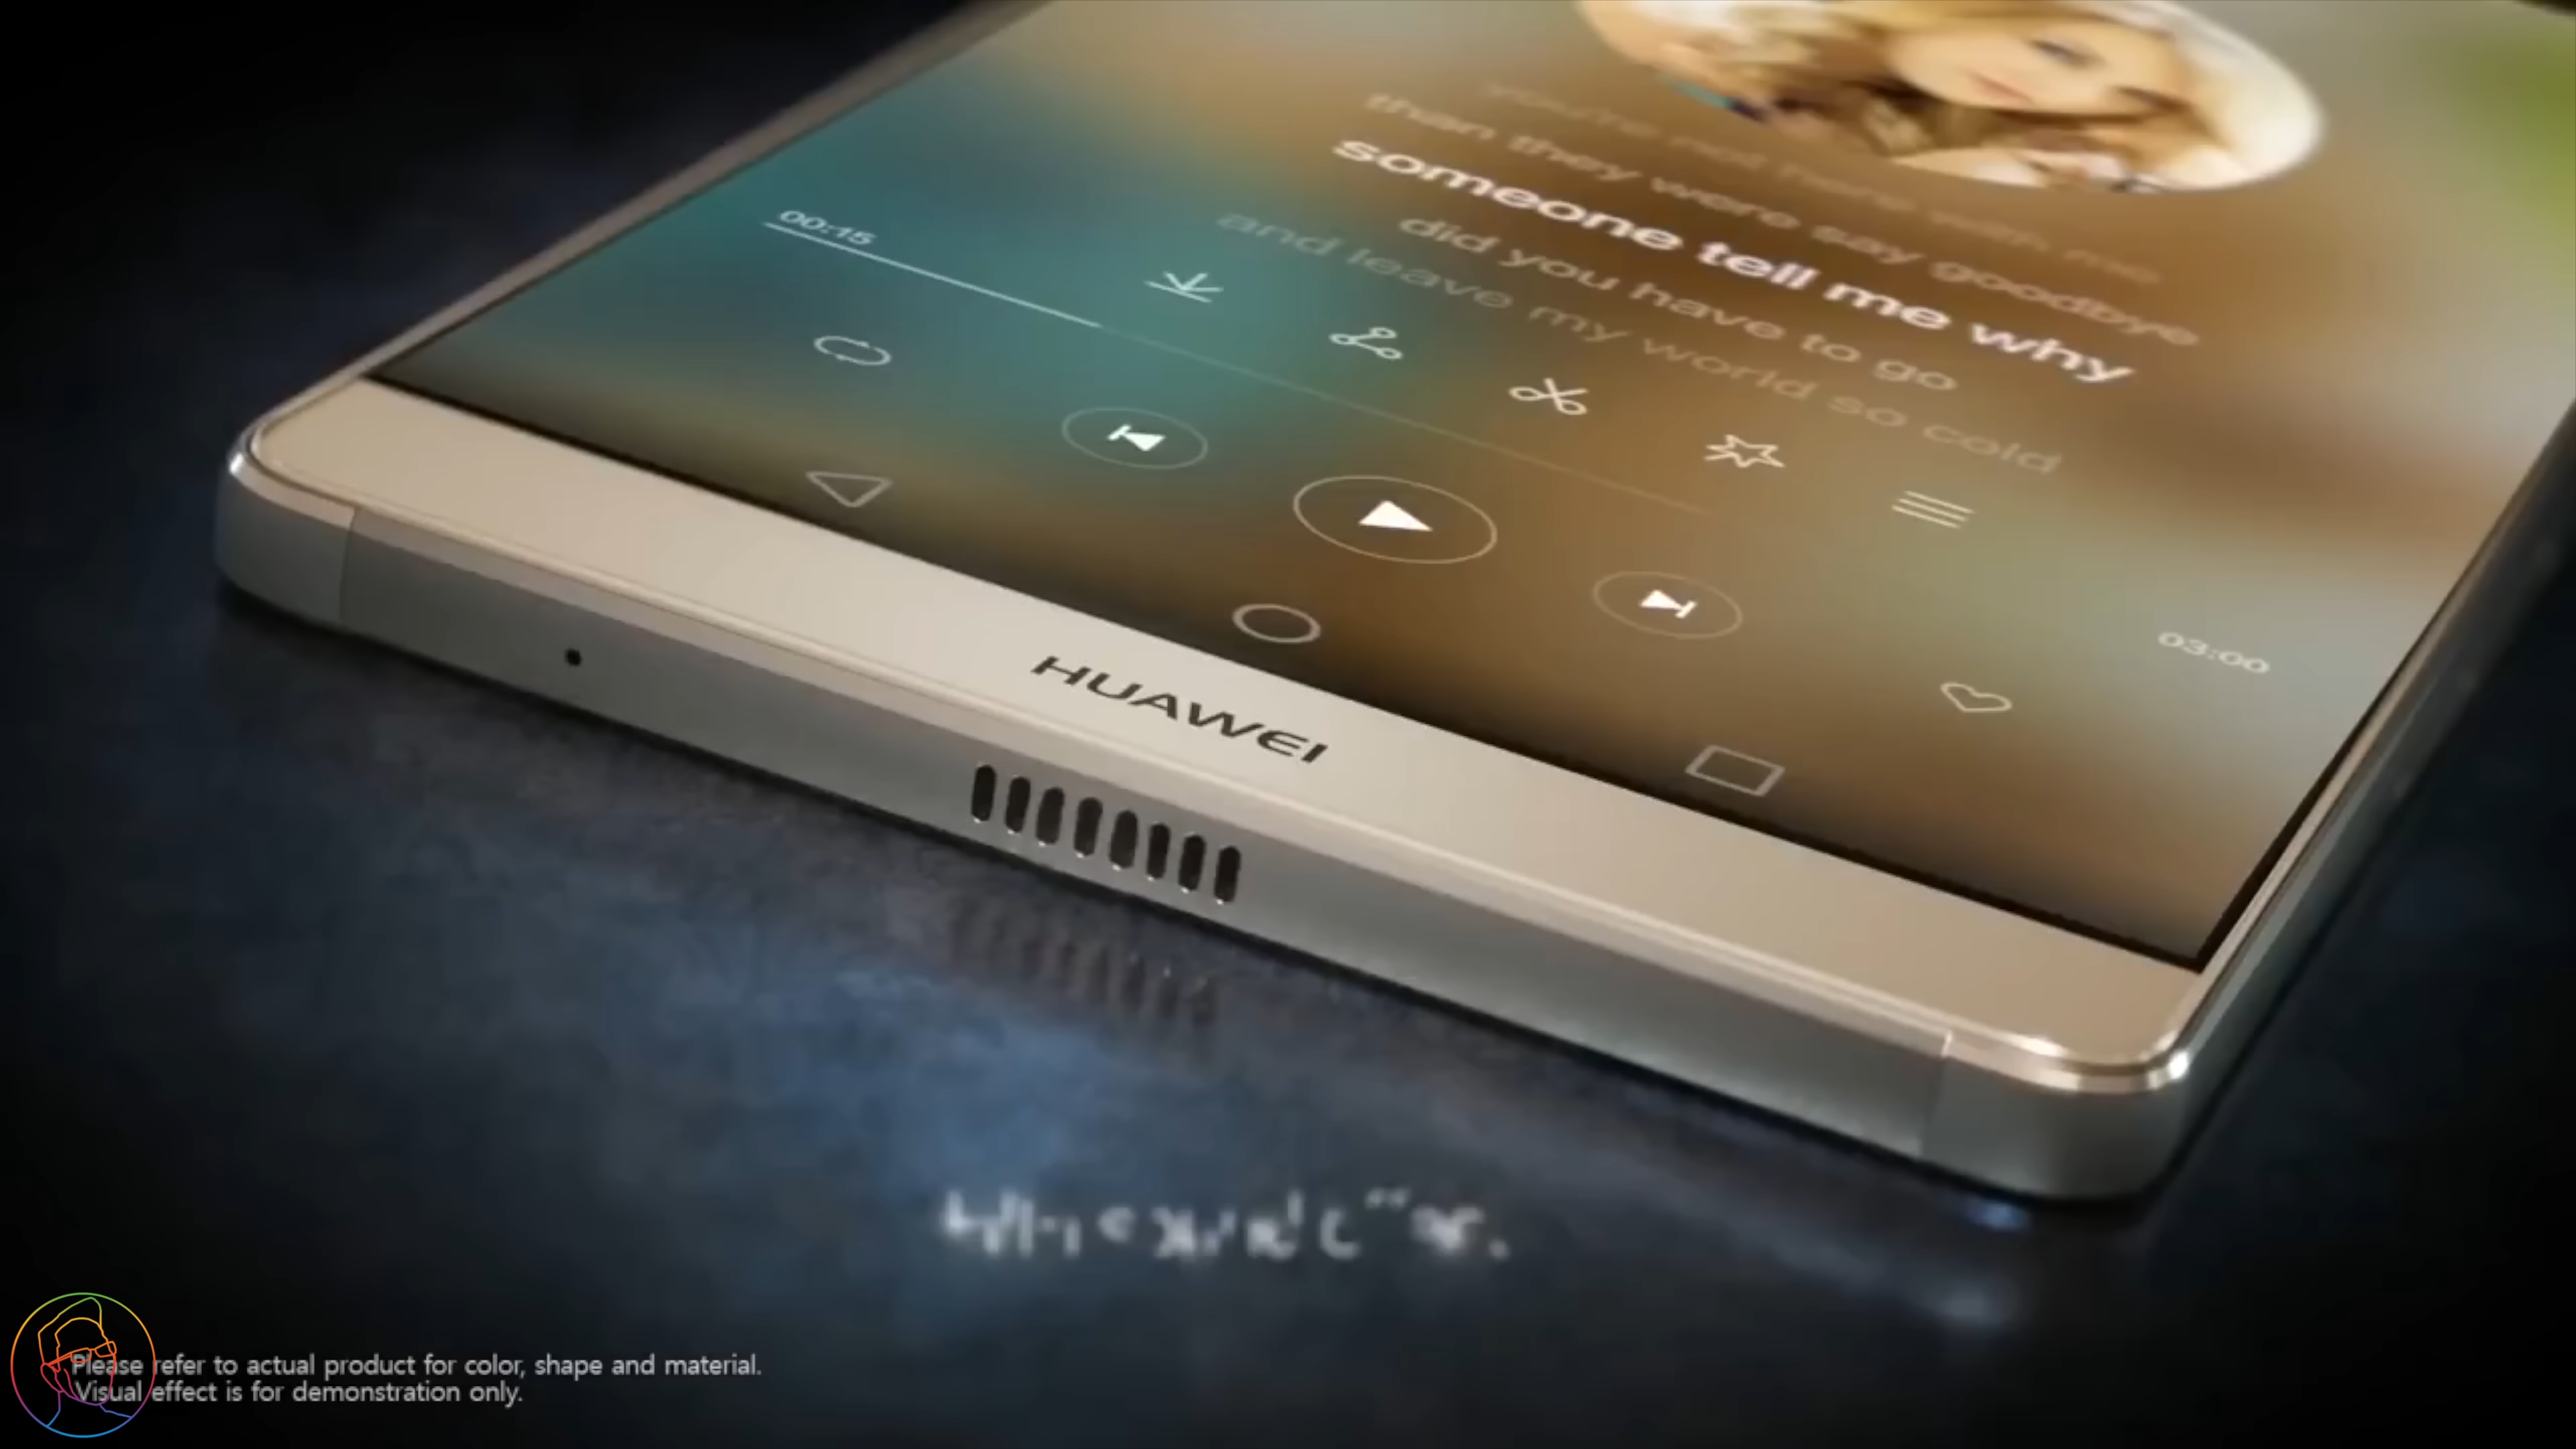 you're not here with me
than they were say goodbye
someone tell me why
did you have to go
and leave my world so cold
00:15
03:00
HUAWEI
Please refer to actual product for color, shape and material.
Visual effect is for demonstration only.